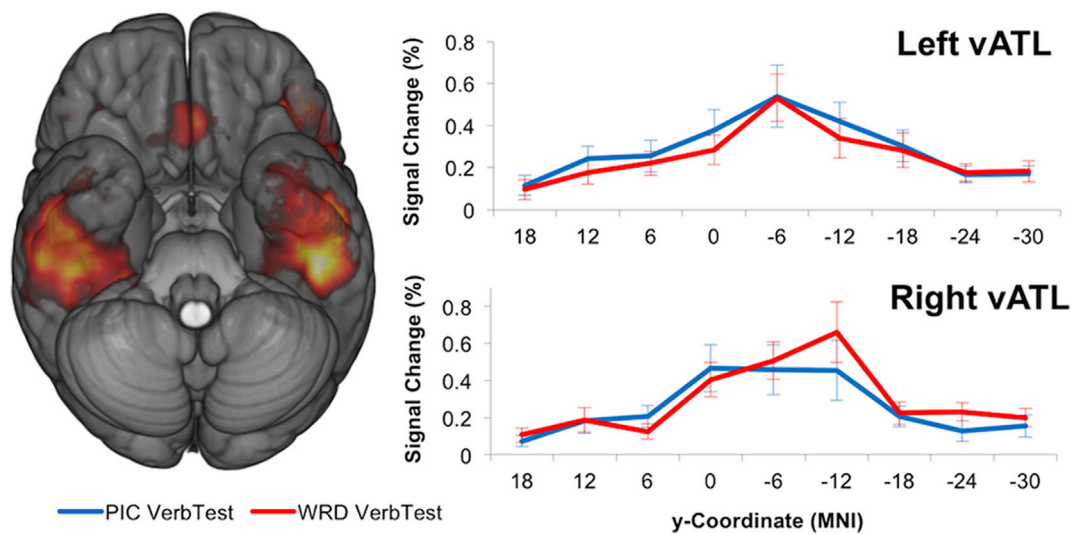 Left vATL
Signal Change (%)
0.8
0.6
0.4
0.2
0
18 12 6 0 -6 -12 -18 -24 -30
Right vATL
Signal Change (%)
0.8
0.6
0.4
0.2
0
18 12 6 0 -6 -12 -18 -24 -30
y-Coordinate (MNI)
PIC VerbTest WRD VerbTest